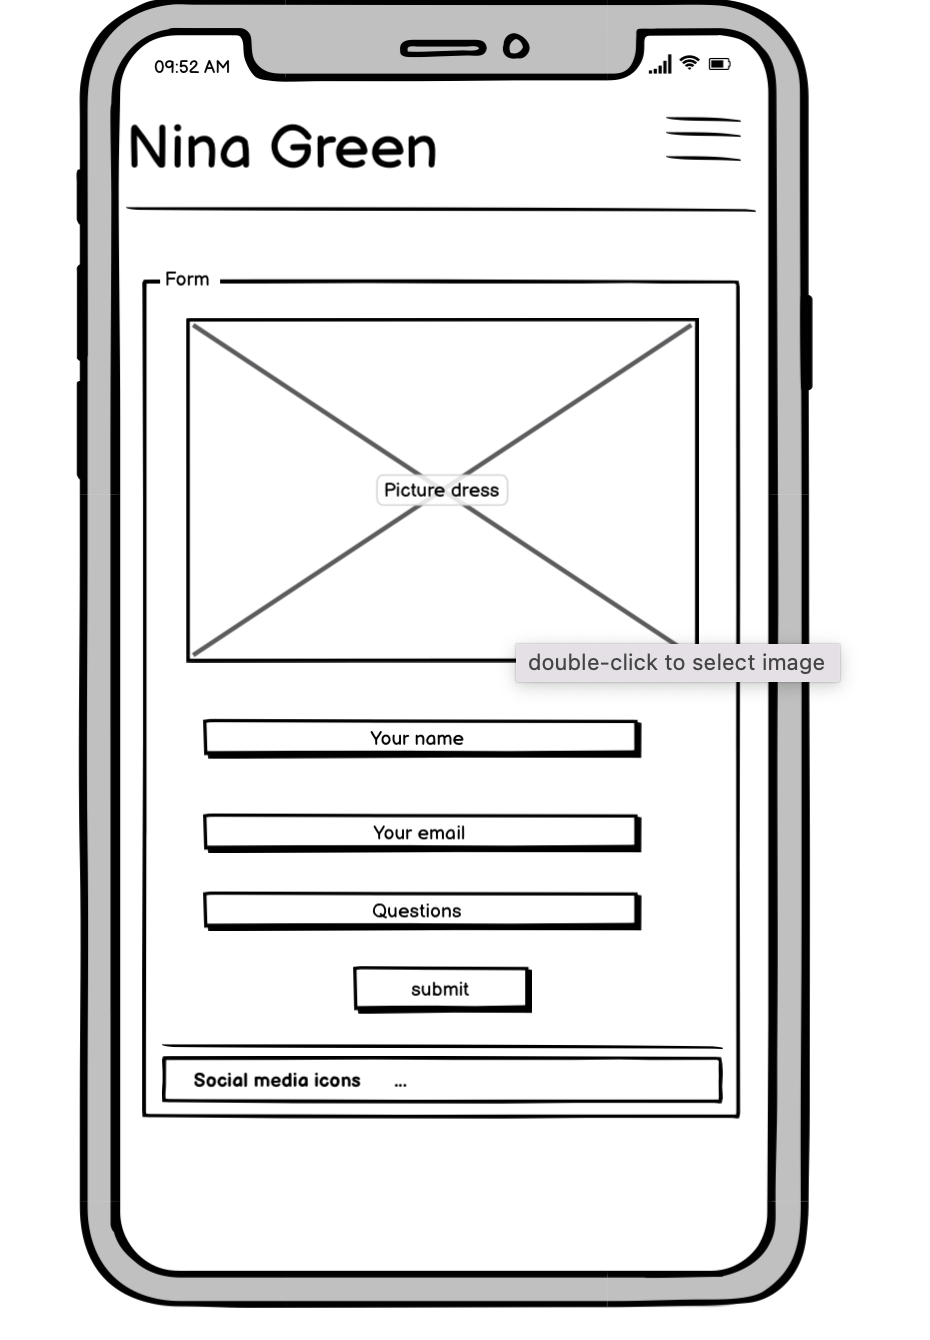 09:52 AM
Nina Green
Form
Picture dress
double-click to select image
Your name
Your email
Questions
submit
Social media icons ...